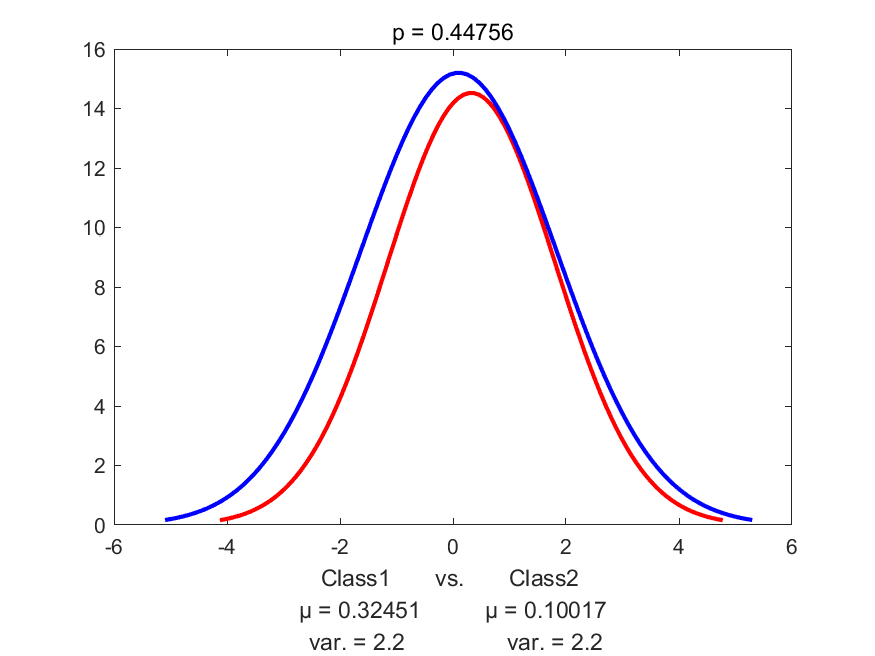 p = 0.44756
16
14
12
10
8
6
4
2
0
-6 -4 -2 0 2 4 6
Class1 vs. Class2
μ = 0.32451 μ = 0.10017
var. = 2.2 var. = 2.2